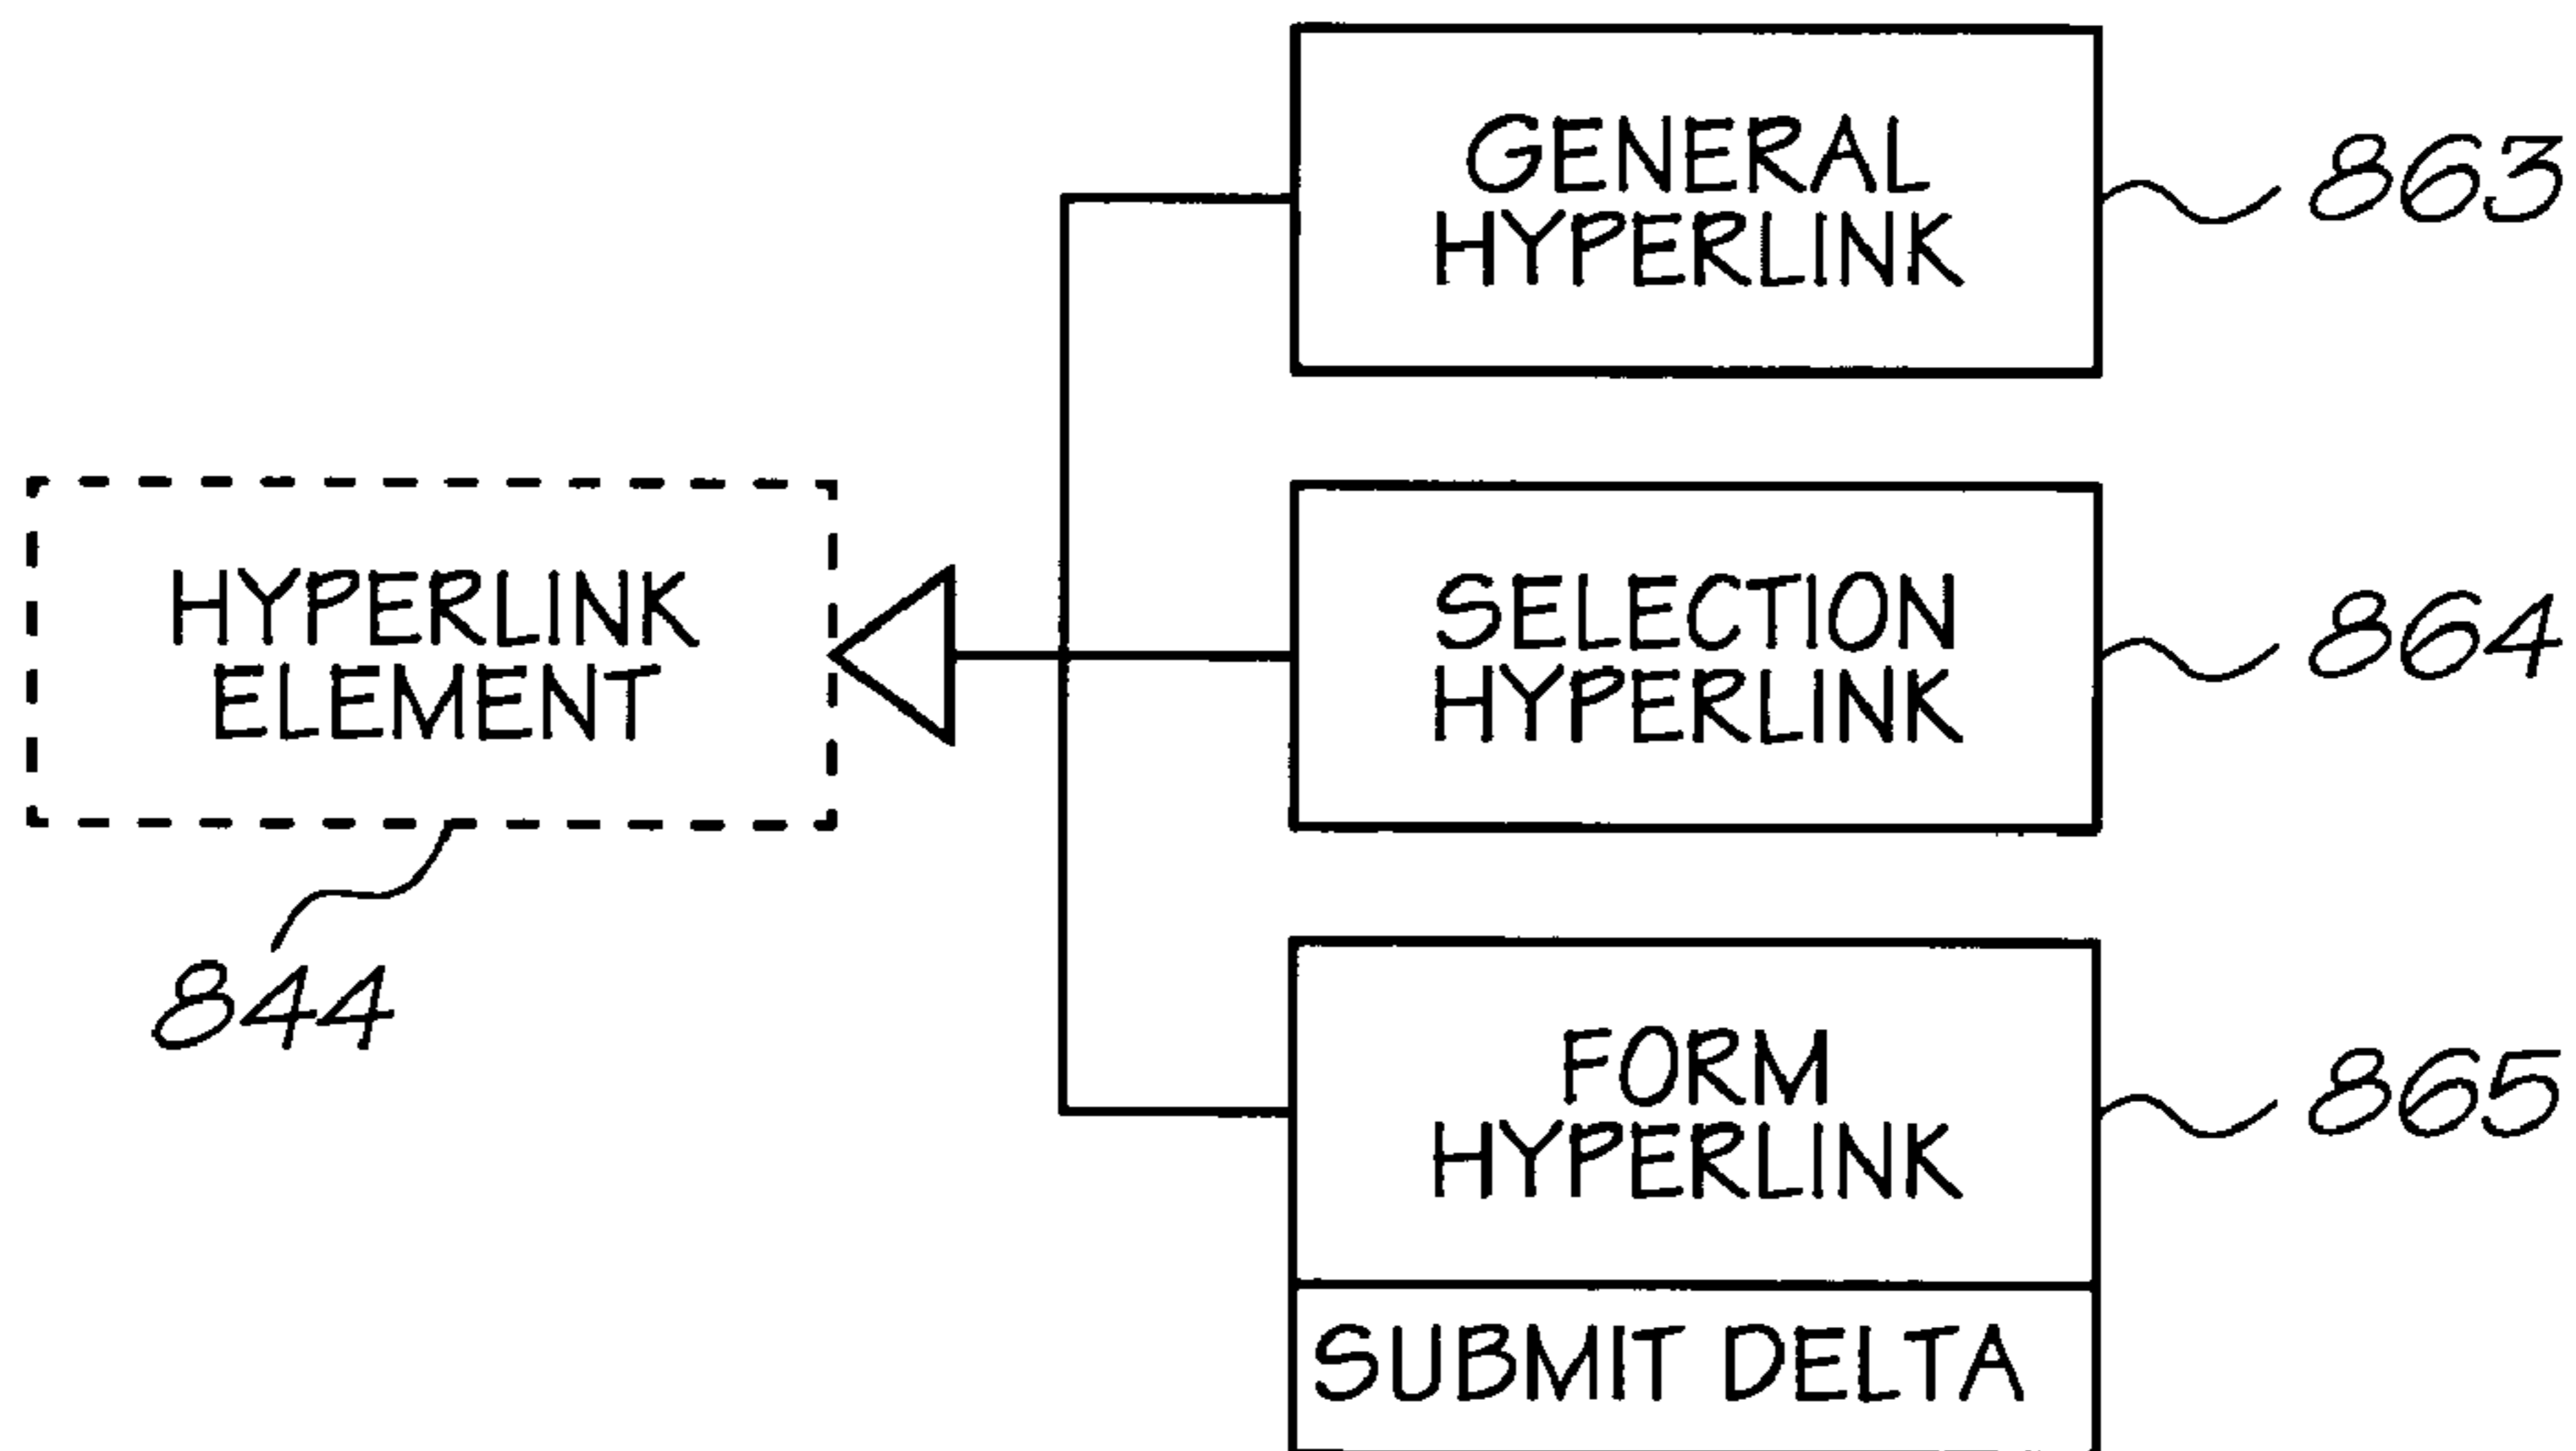 GENERAL
HYPERLINK
863
HYPERLINK
ELEMENT
844
SELECTION
HYPERLINK
864
FORM
HYPERLINK
865
SUBMIT DELTA